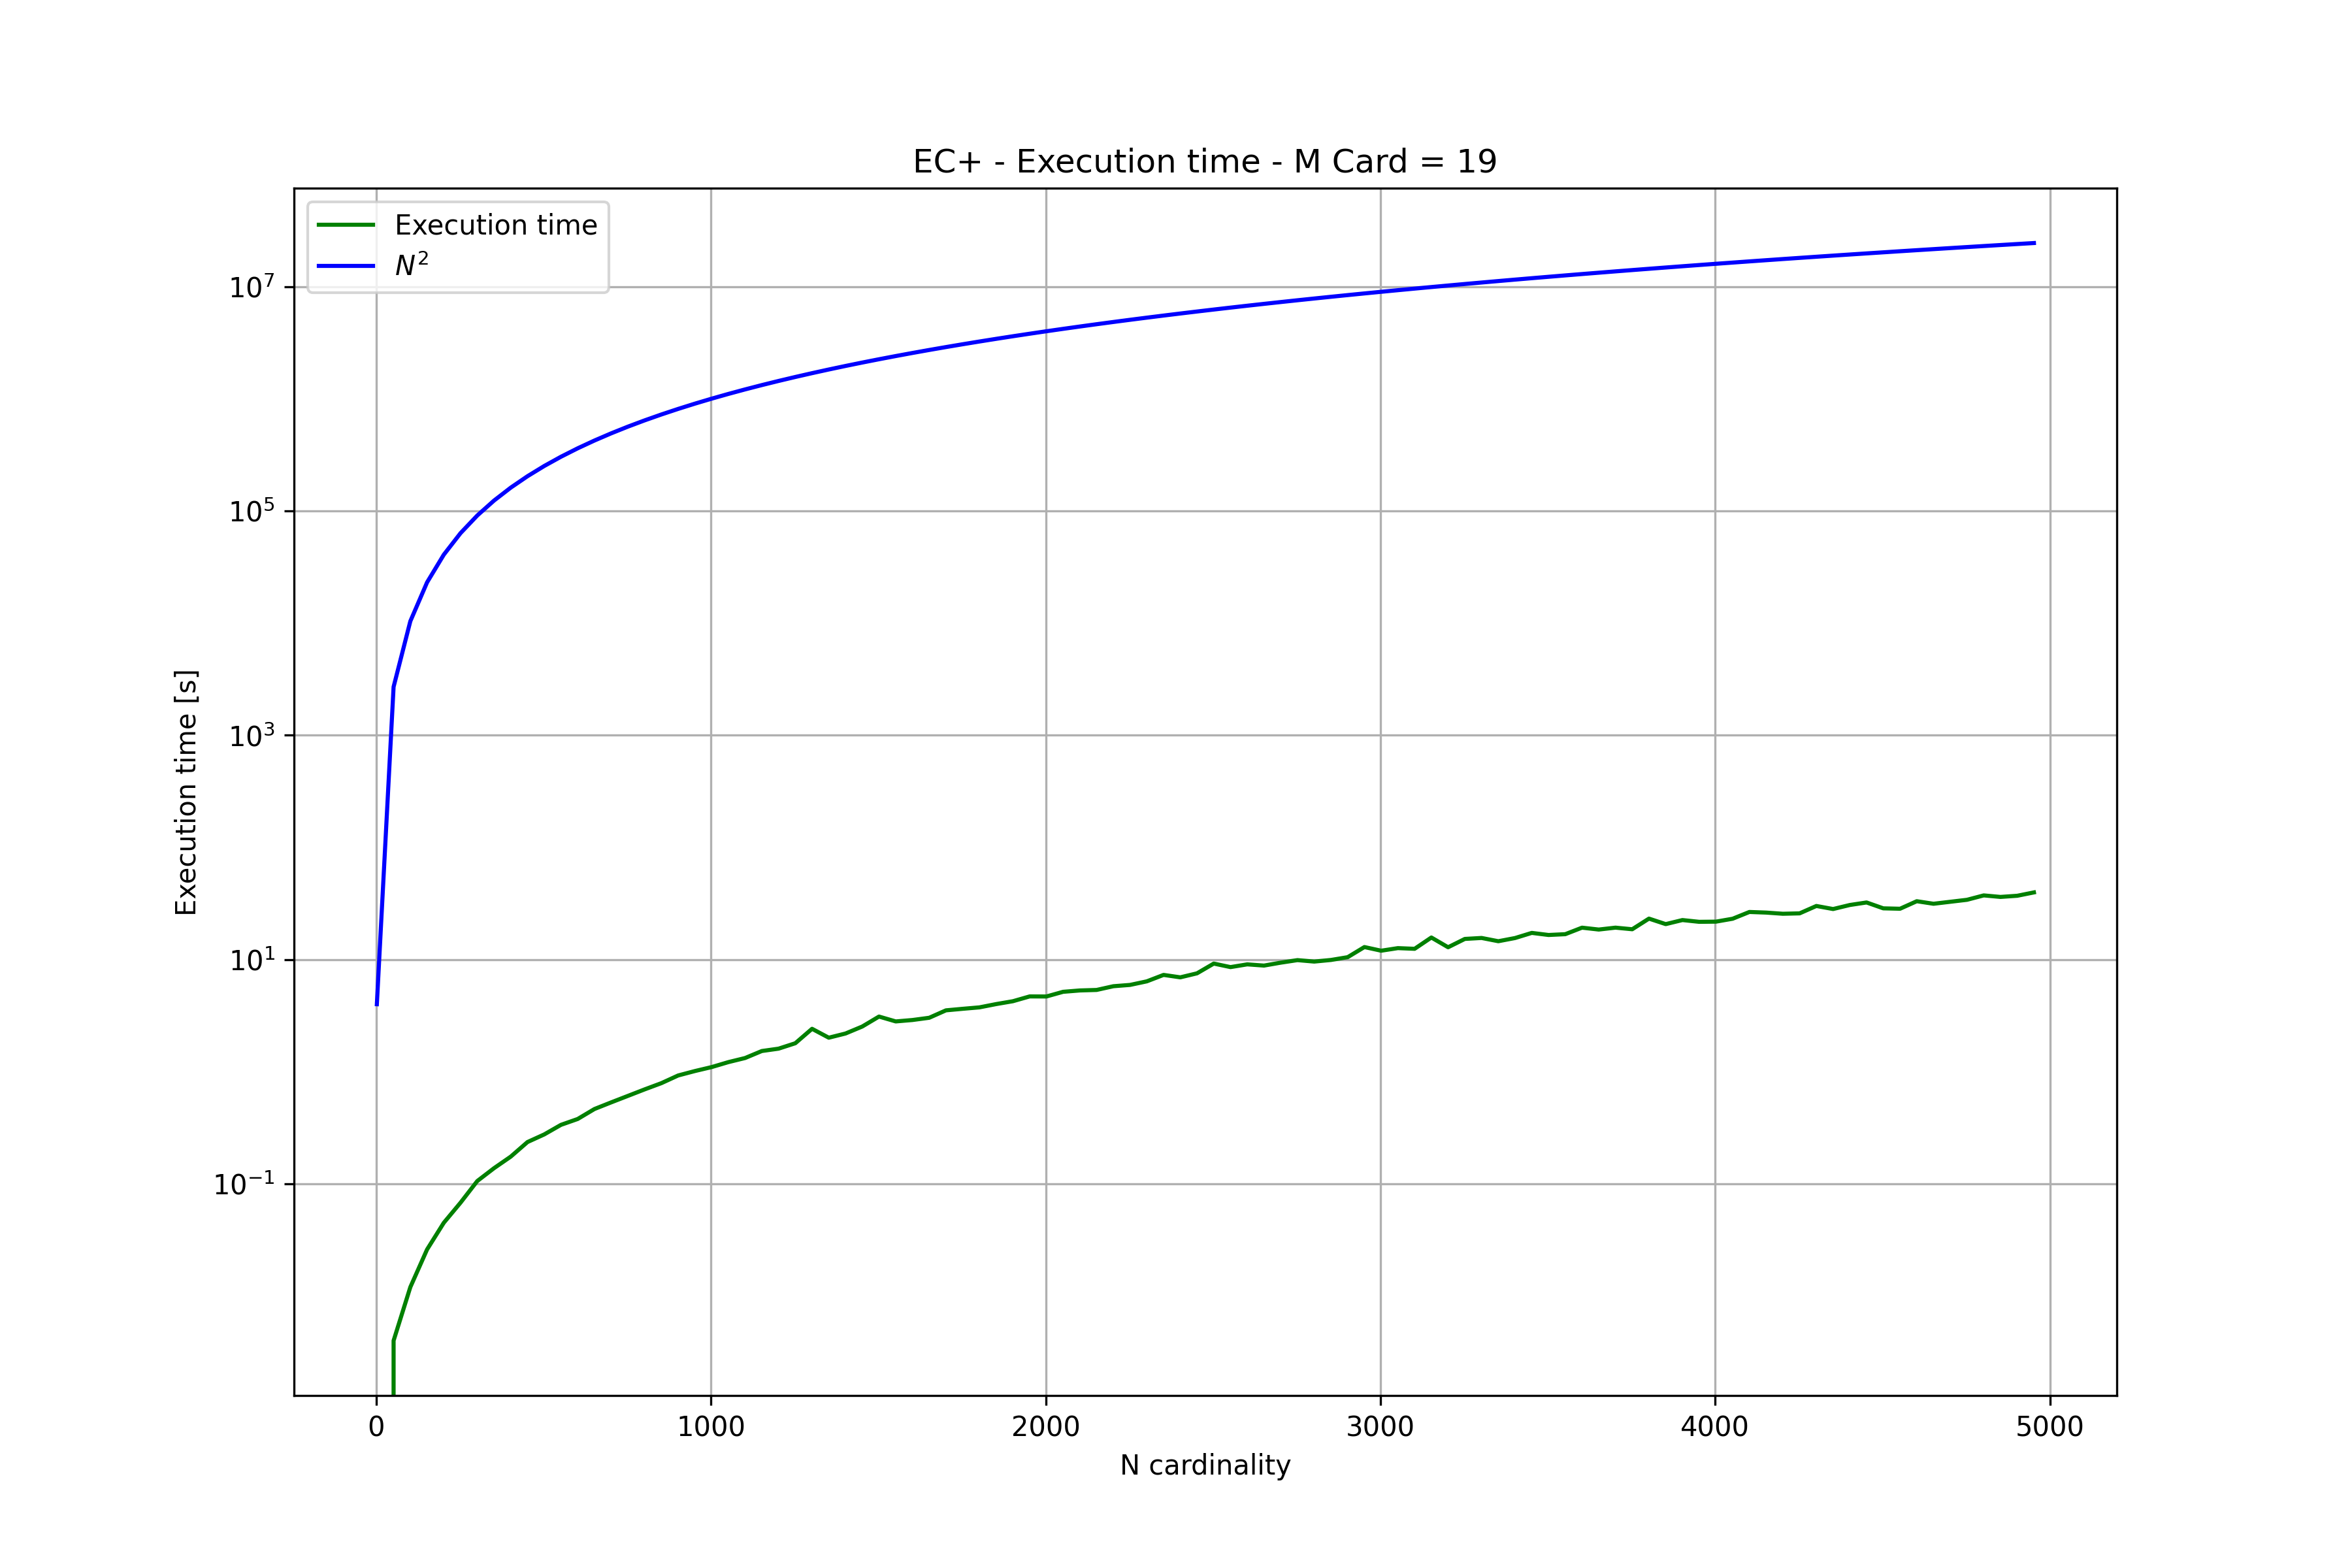 EC+ - Execution time - M Card = 19
Execution time
N²
10⁷
10⁵
10³
10¹
10⁻¹
Execution time [s]
0 1000 2000 3000 4000 5000
N cardinality